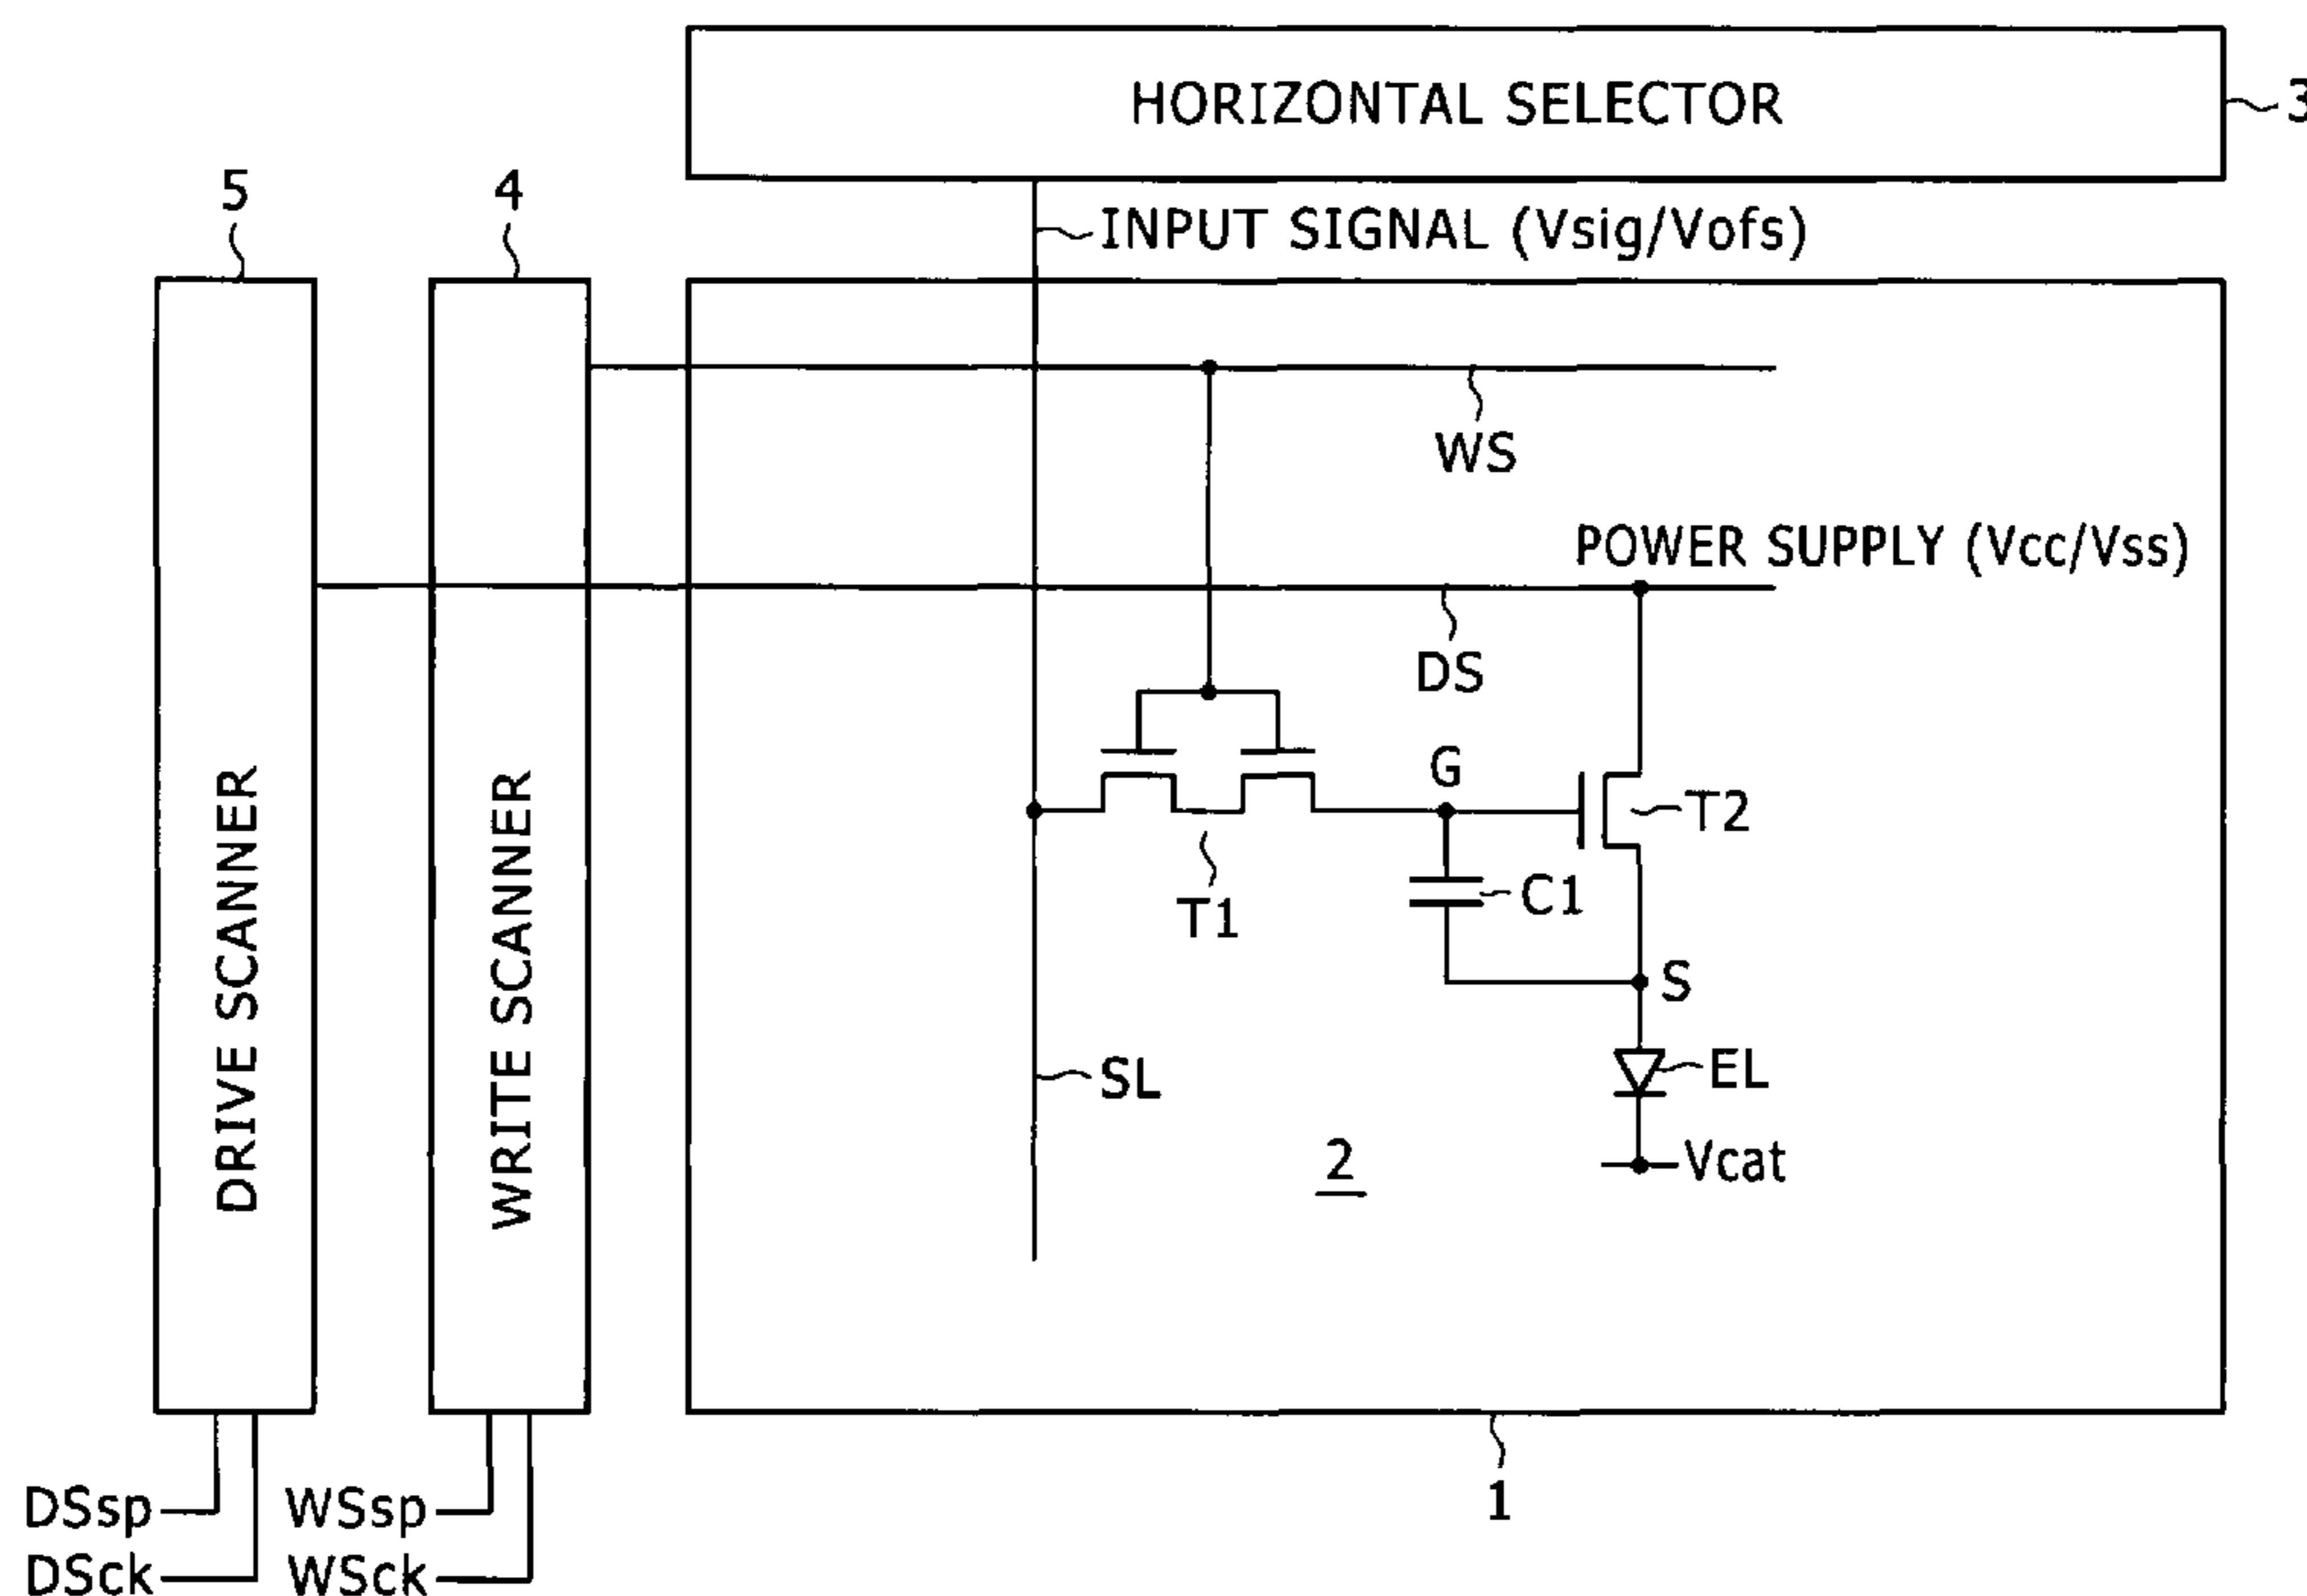 HORIZONTAL SELECTOR
3
5
4
INPUT SIGNAL (Vsig/Vofs)
WS
POWER SUPPLY (Vcc/Vss)
DS
G
T2
C1
T1
S
SL
EL
Vcat
2
DRIVE SCANNER
WRITE SCANNER
1
DSsp
WSsp
DSck
WSck